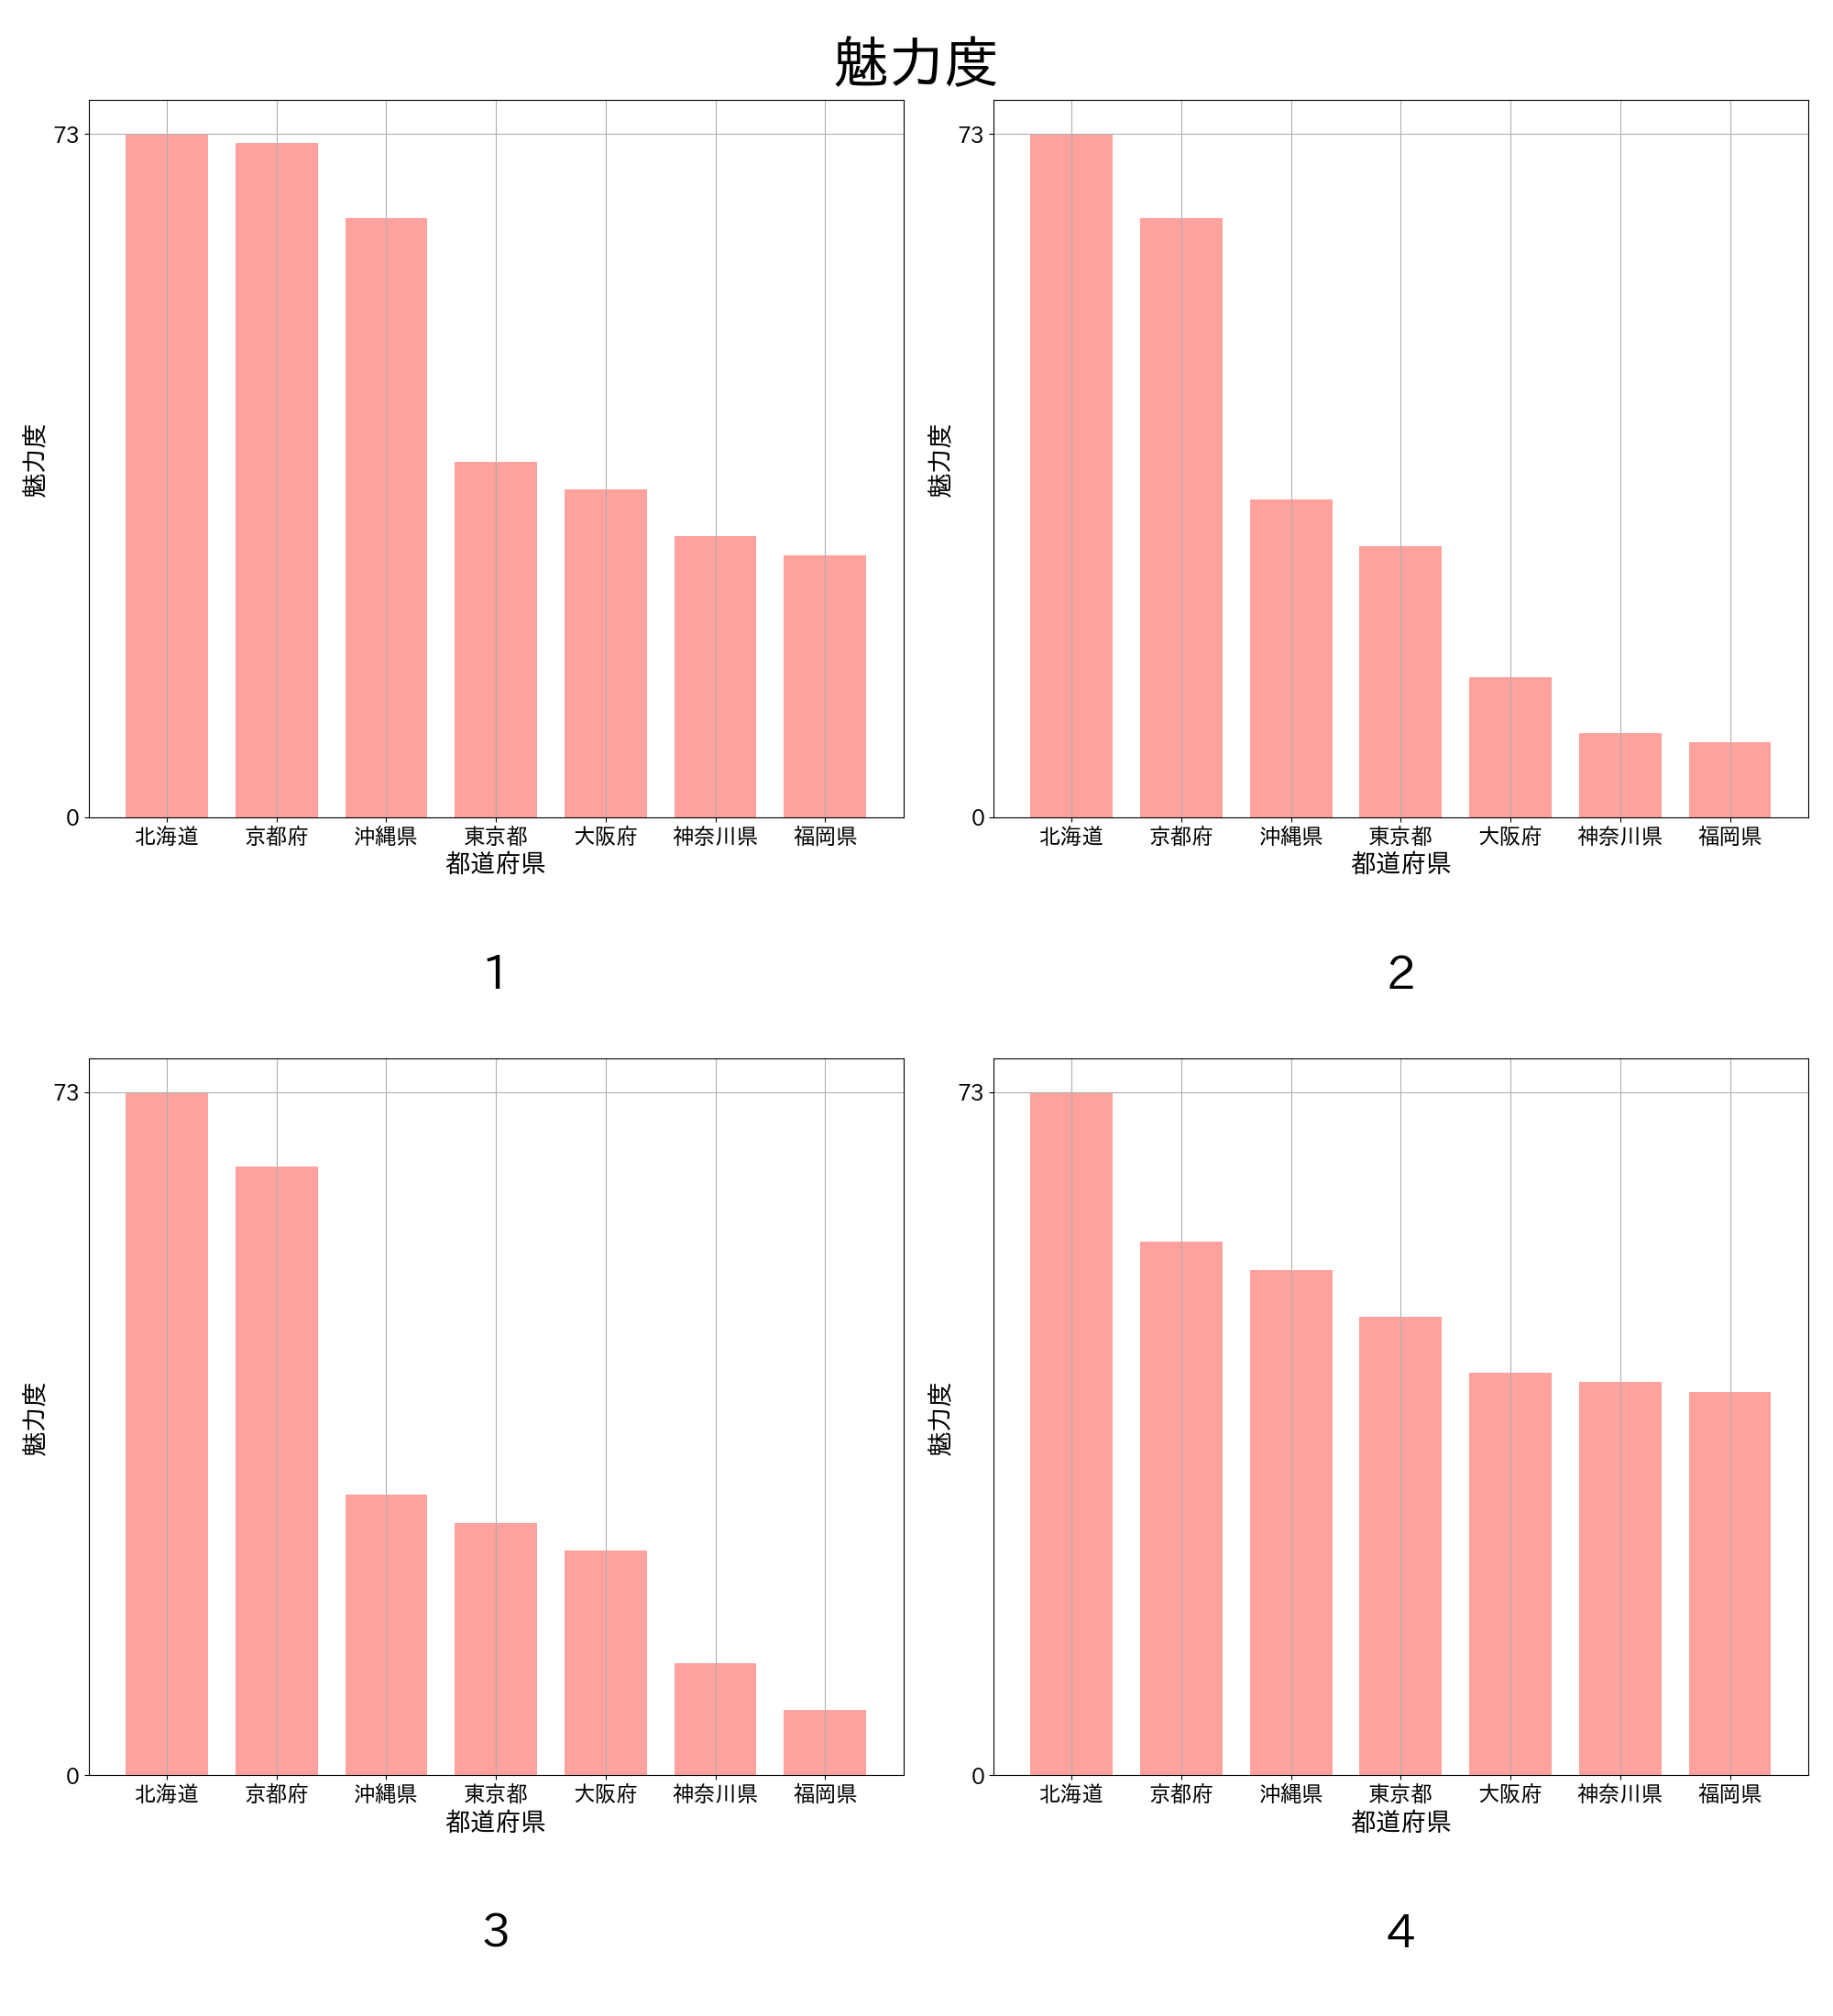 魅力度
73
0
魅力度
北海道 京都府 沖縄県 東京都 大阪府 神奈川県 福岡県
都道府県
1
73
0
魅力度
北海道 京都府 沖縄県 東京都 大阪府 神奈川県 福岡県
都道府県
2
73
0
魅力度
北海道 京都府 沖縄県 東京都 大阪府 神奈川県 福岡県
都道府県
3
73
0
魅力度
北海道 京都府 沖縄県 東京都 大阪府 神奈川県 福岡県
都道府県
4